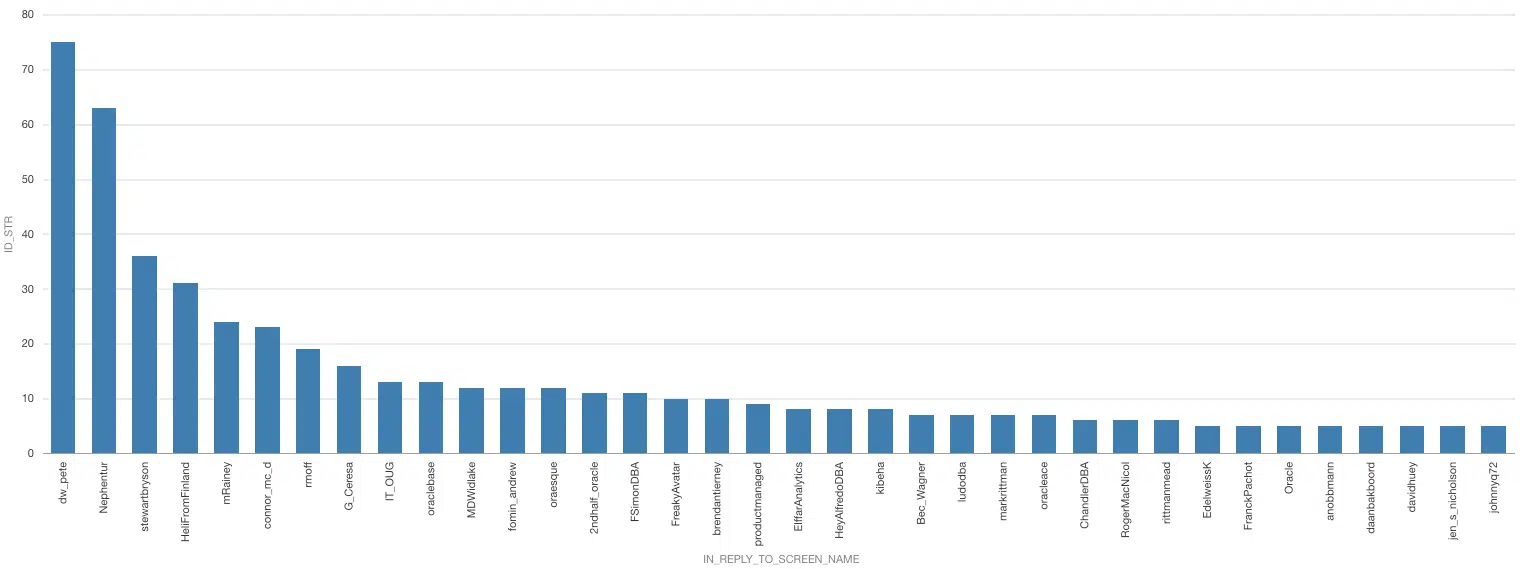 80
70
60
50
40
30
20
10
0
ID_STR
dw_pete
Nephentur
stewartbryson
HeliFromFinland
mRainey
connor_mc_d
rmoff
G_Ceresa
IT_OUG
oraclebase
MDWidlake
fomin_andrew
oraesque
2ndhalf_oracle
FSimonDBA
FreakyAvatar
brendantierney
productmanaged
ElffarAnalytics
HeyAlfredoDBA
kibeha
Bec_Wagner
ludodba
markrittman
oracleace
ChandlerDBA
RogerMacNicol
rittmanmead
EdelweissK
FranckPachot
Oracle
anobbmann
daanbakboord
davidhuey
jen_s_nicholson
johnnyq72
IN_REPLY_TO_SCREEN_NAME